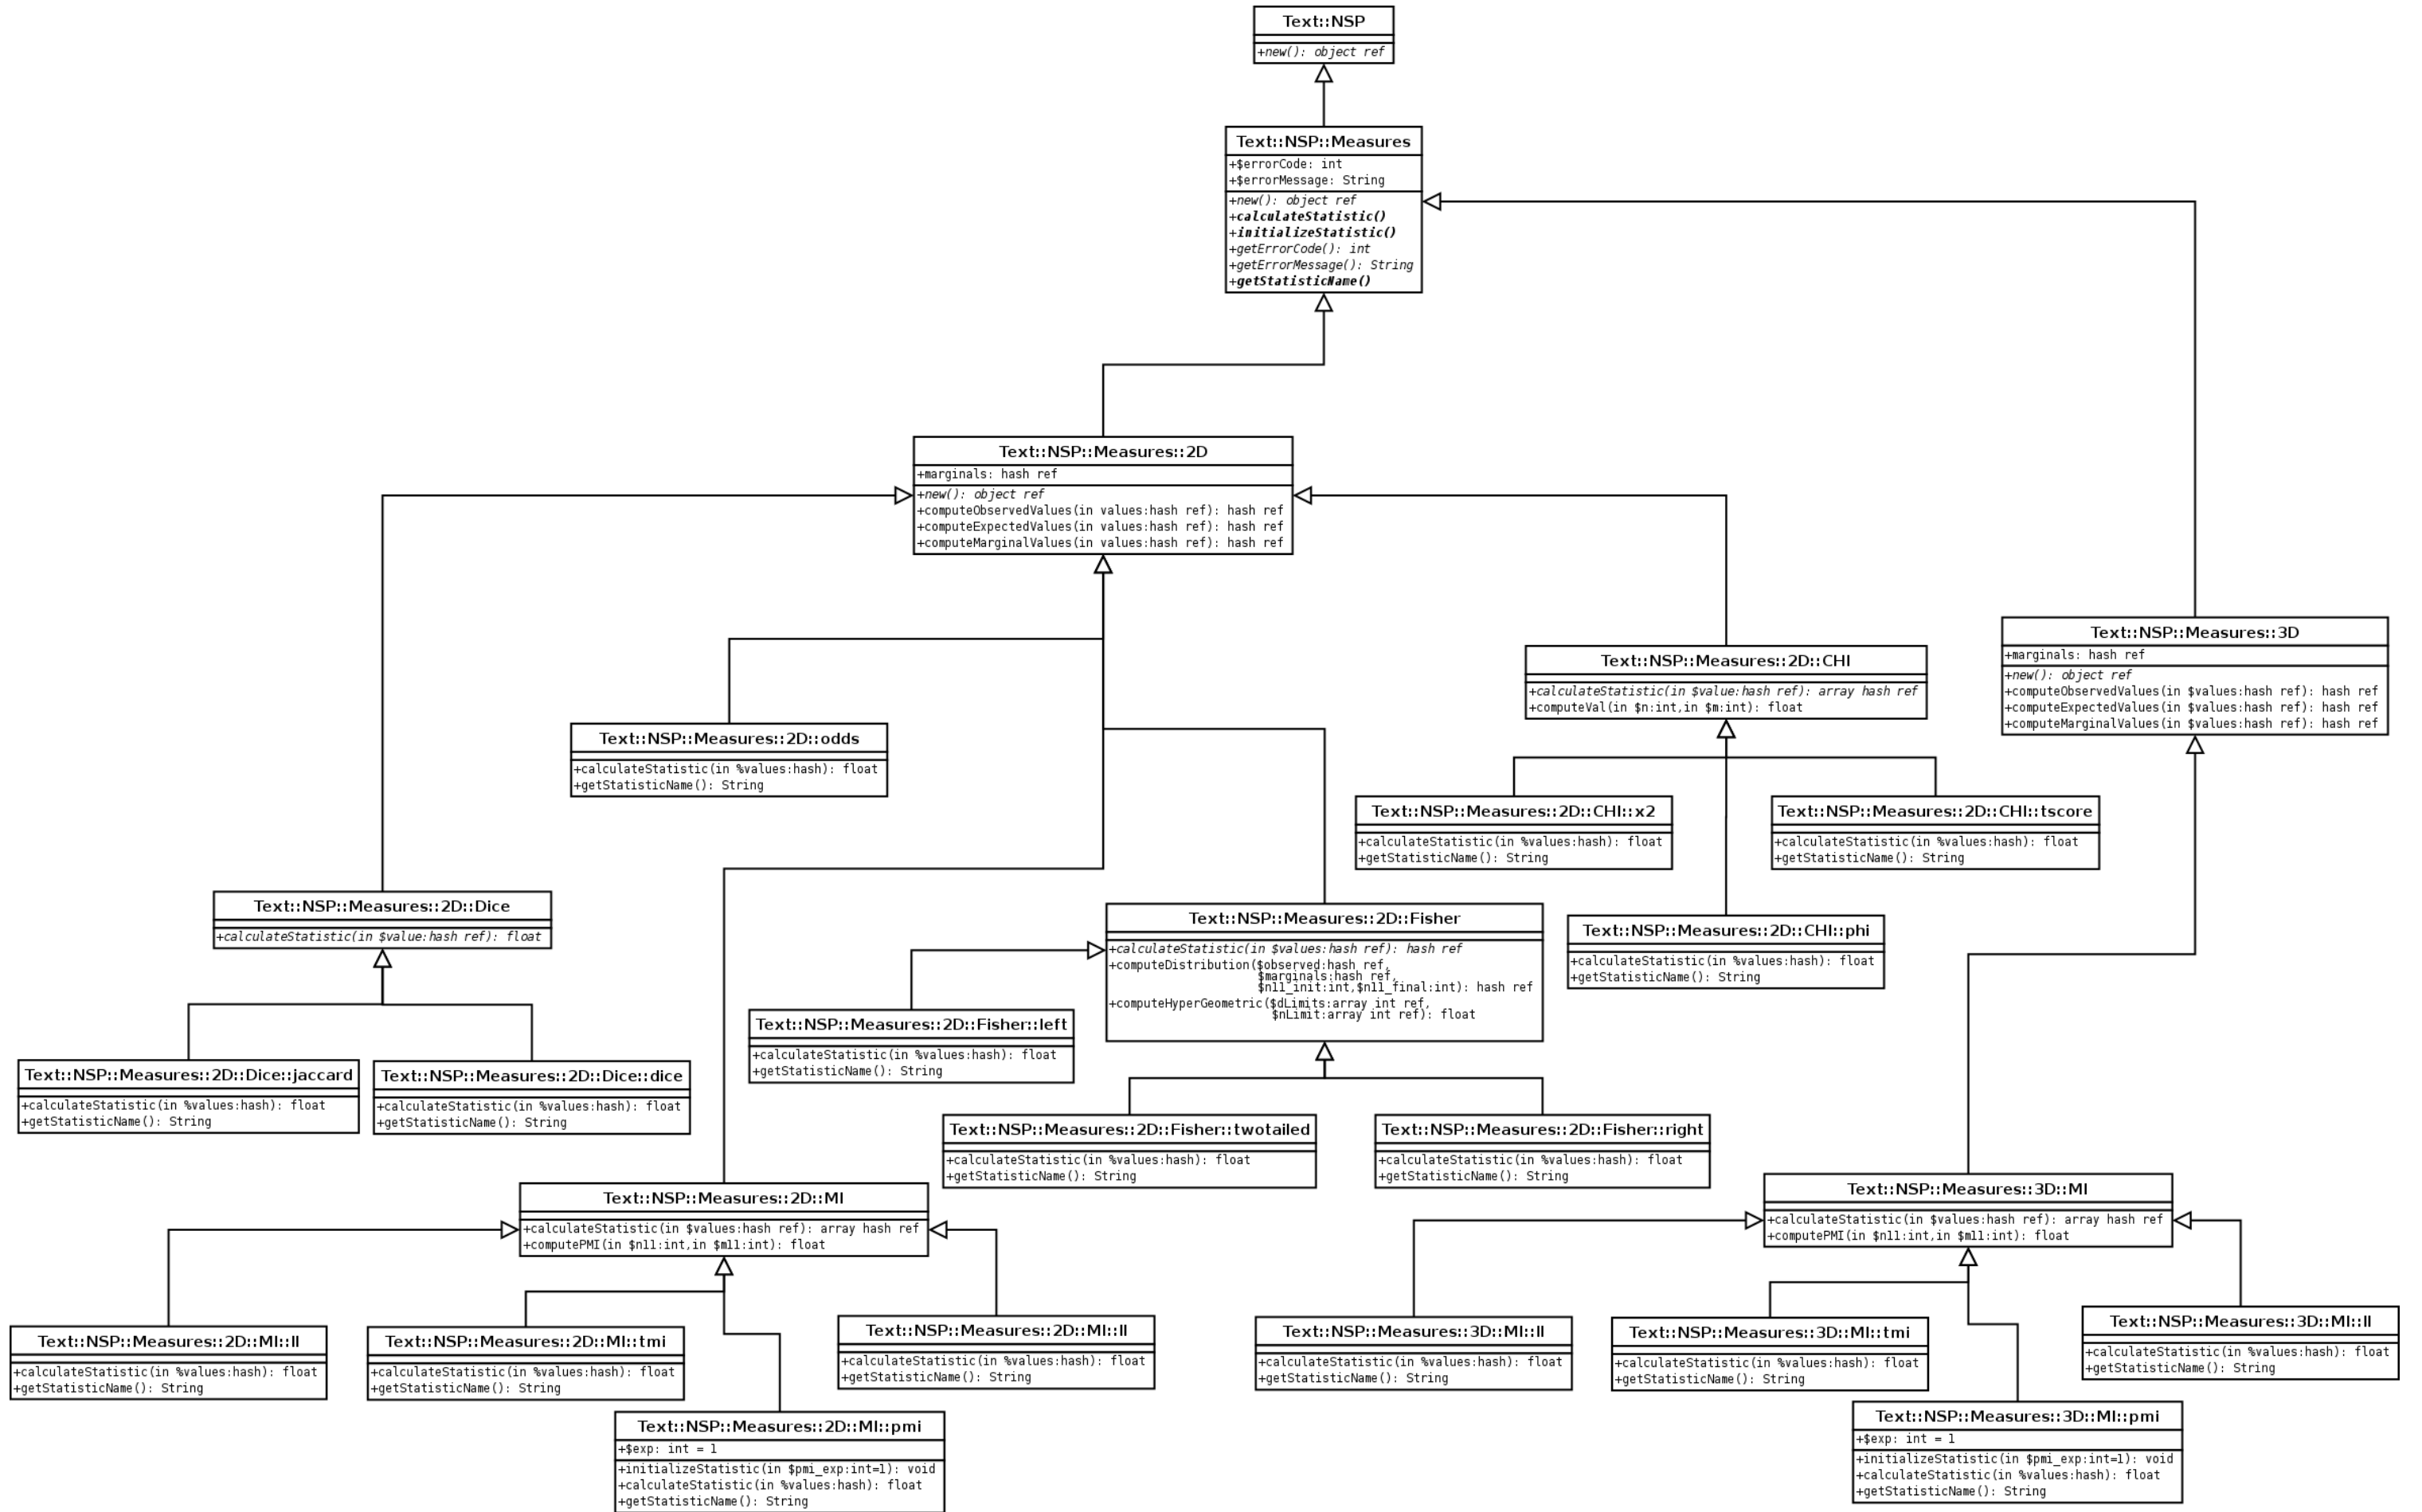 Text::NSP
+new(): object ref
Text::NSP::Measures
+$errorCode: int
+$errorMessage: String
+new(): object ref
+calculateStatistic()
+initializeStatistic()
+getErrorCode(): int
+getErrorMessage(): String
+getStatisticName()
Text::NSP::Measures::2D
+marginals: hash ref
+new(): object ref
+computeObservedValues(in values:hash ref): hash ref
+computeExpectedValues(in values:hash ref): hash ref
+computeMarginalValues(in values:hash ref): hash ref
Text::NSP::Measures::3D
+marginals: hash ref
+new(): object ref
+computeObservedValues(in $values:hash ref): hash ref
+computeExpectedValues(in $values:hash ref): hash ref
+computeMarginalValues(in $values:hash ref): hash ref
Text::NSP::Measures::2D::CHI
+calculateStatistic(in $value:hash ref): array hash ref
+computeVal(in $n:int,in $m:int): float
Text::NSP::Measures::2D::odds
+calculateStatistic(in %values:hash): float
+getStatisticName(): String
Text::NSP::Measures::2D::CHI::x2
+calculateStatistic(in %values:hash): float
+getStatisticName(): String
Text::NSP::Measures::2D::CHI::tscore
+calculateStatistic(in %values:hash): float
+getStatisticName(): String
Text::NSP::Measures::2D::Dice
+calculateStatistic(in $value:hash ref): float
Text::NSP::Measures::2D::Fisher
+calculateStatistic(in $values:hash ref): hash ref
+computeDistribution($observed:hash ref,
$marginals:hash ref,
$n11_init:int,$n11_final:int): hash ref
+computeHyperGeometric($dLimits:array int ref,
$nLimit:array int ref): float
Text::NSP::Measures::2D::CHI::phi
+calculateStatistic(in %values:hash): float
+getStatisticName(): String
Text::NSP::Measures::2D::Fisher::left
+calculateStatistic(in %values:hash): float
+getStatisticName(): String
Text::NSP::Measures::2D::Dice::jaccard
+calculateStatistic(in %values:hash): float
+getStatisticName(): String
Text::NSP::Measures::2D::Dice::dice
+calculateStatistic(in %values:hash): float
+getStatisticName(): String
Text::NSP::Measures::2D::Fisher::twotailed
+calculateStatistic(in %values:hash): float
+getStatisticName(): String
Text::NSP::Measures::2D::Fisher::right
+calculateStatistic(in %values:hash): float
+getStatisticName(): String
Text::NSP::Measures::2D::MI
+calculateStatistic(in $values:hash ref): array hash ref
+computePMI(in $n11:int,in $m11:int): float
Text::NSP::Measures::3D::MI
+calculateStatistic(in $values:hash ref): array hash ref
+computePMI(in $n11:int,in $m11:int): float
Text::NSP::Measures::2D::MI::ll
+calculateStatistic(in %values:hash): float
+getStatisticName(): String
Text::NSP::Measures::2D::MI::tmi
+calculateStatistic(in %values:hash): float
+getStatisticName(): String
Text::NSP::Measures::2D::MI::ll
+calculateStatistic(in %values:hash): float
+getStatisticName(): String
Text::NSP::Measures::3D::MI::ll
+calculateStatistic(in %values:hash): float
+getStatisticName(): String
Text::NSP::Measures::3D::MI::tmi
+calculateStatistic(in %values:hash): float
+getStatisticName(): String
Text::NSP::Measures::3D::MI::ll
+calculateStatistic(in %values:hash): float
+getStatisticName(): String
Text::NSP::Measures::2D::MI::pmi
+$exp: int = 1
+initializeStatistic(in $pmi_exp:int=1): void
+calculateStatistic(in %values:hash): float
+getStatisticName(): String
Text::NSP::Measures::3D::MI::pmi
+$exp: int = 1
+initializeStatistic(in $pmi_exp:int=1): void
+calculateStatistic(in %values:hash): float
+getStatisticName(): String